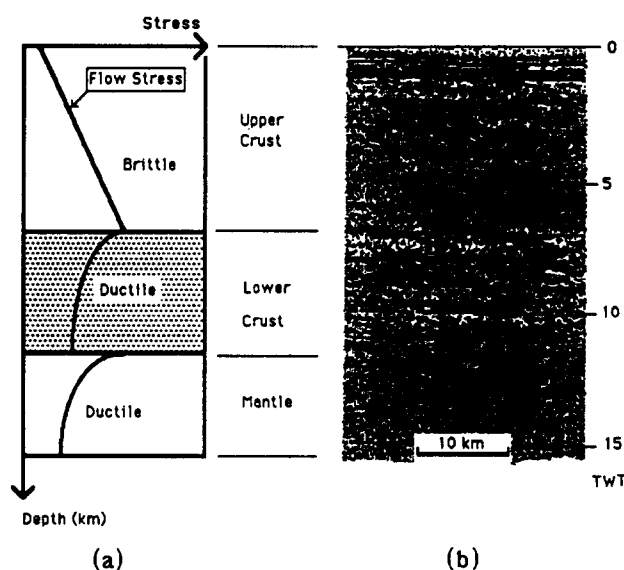 Stress
Flow Stress
Brittle
Upper
Crust
Ductile
Lower
Crust
Ductile
Mantle
Depth (km)
(a)
0
5
10
15
10 km
TWT
(b)